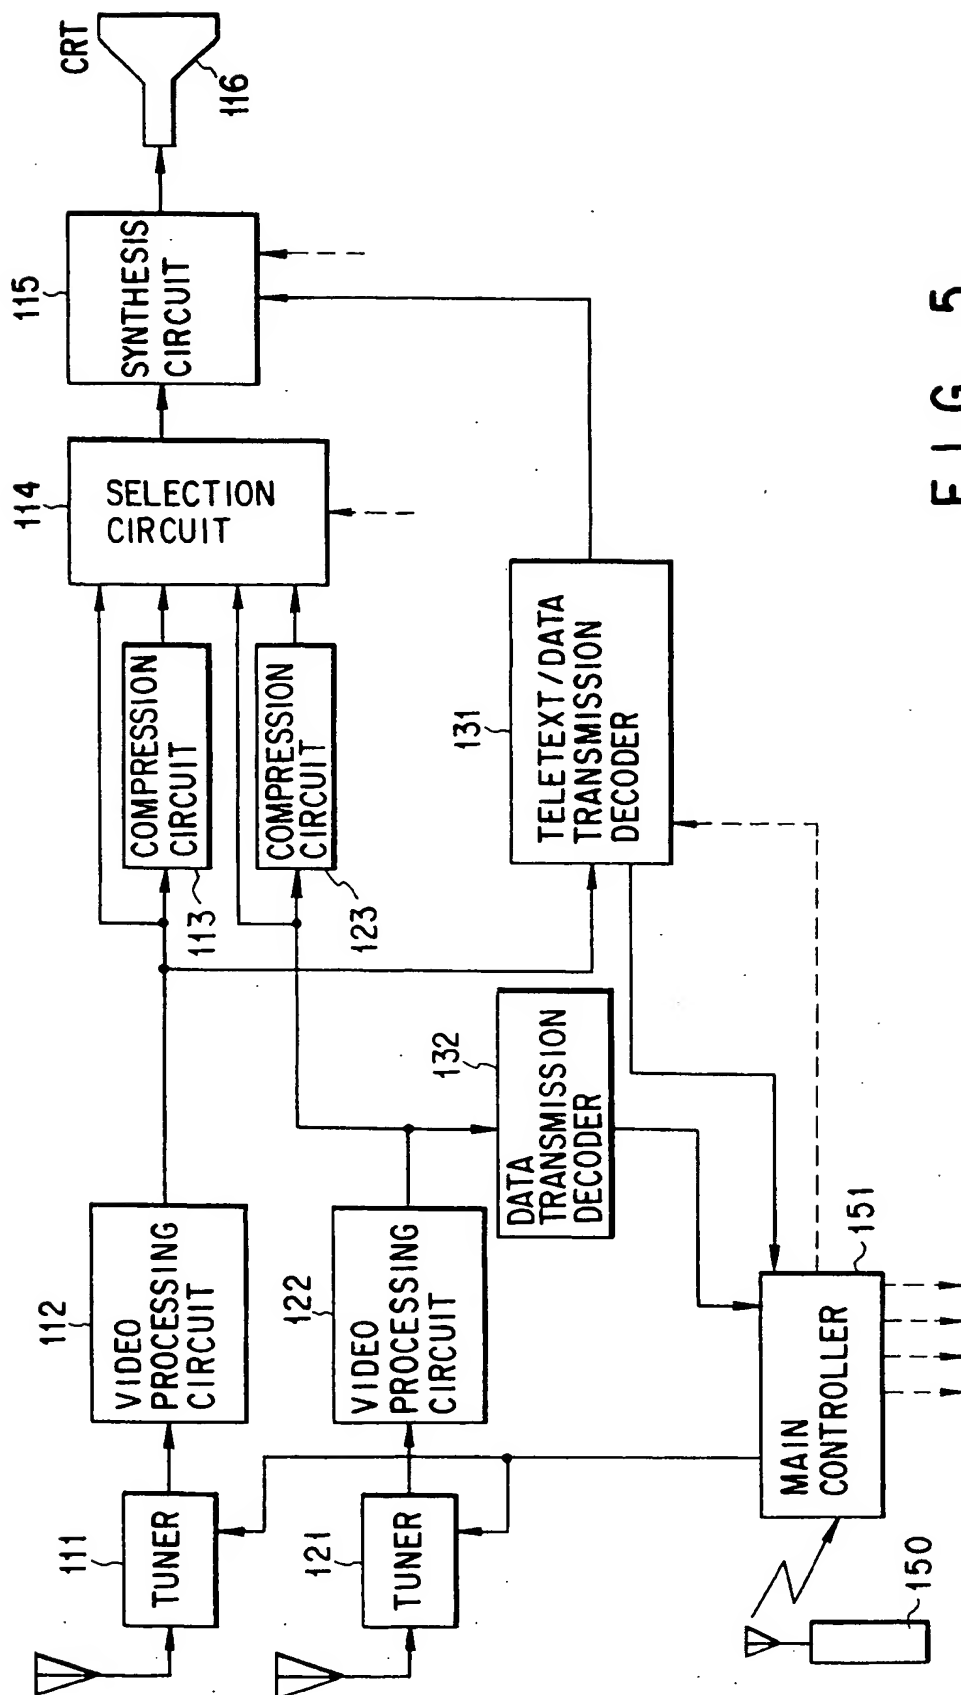 CRT
116
115
SYNTHESIS
CIRCUIT
114
SELECTION
CIRCUIT
COMPRESSION
CIRCUIT
113
COMPRESSION
CIRCUIT
123
131
TELETEXT/DATA
TRANSMISSION
DECODER
132
DATA
TRANSMISSION
DECODER
112
VIDEO
PROCESSING
CIRCUIT
122
VIDEO
PROCESSING
CIRCUIT
111
TUNER
121
TUNER
151
MAIN
CONTROLLER
150
FIG 5